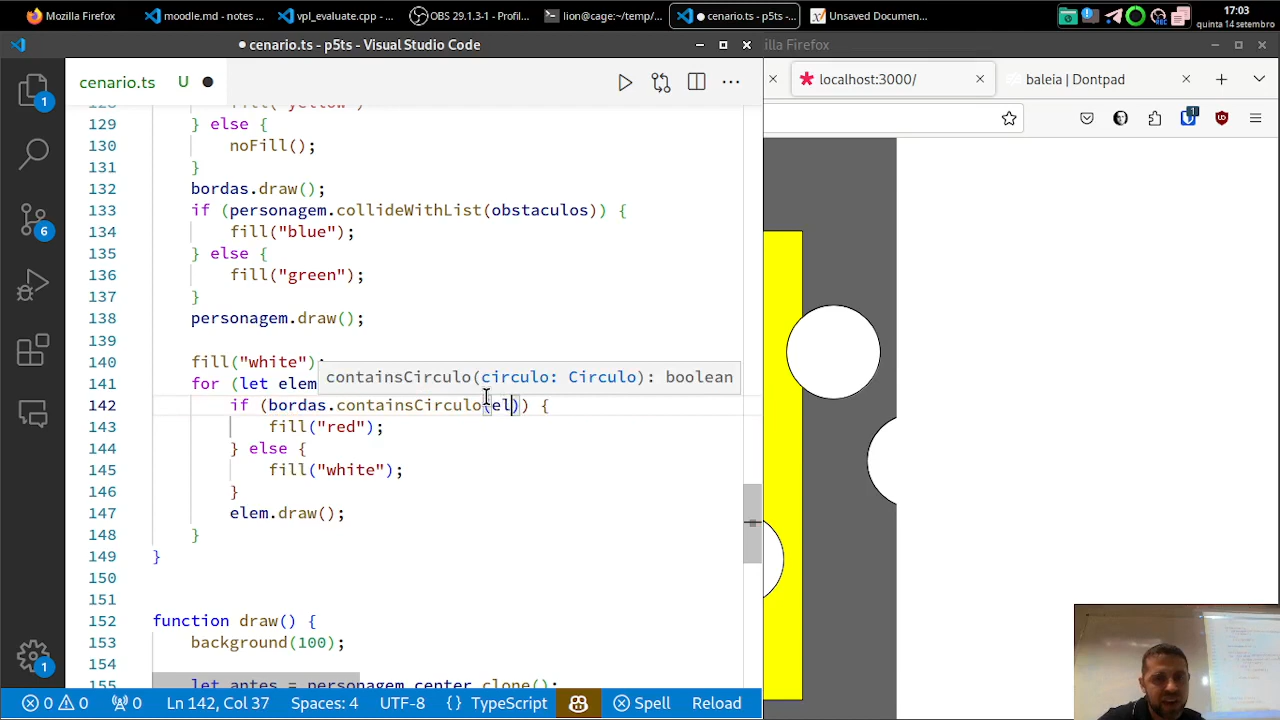 Mozilla Firefox
moodle.md - notes ...
vpl_evaluate.cpp - ...
OBS 29.1.3-1 - Profil...
lion@cage:~/temp/...
cenario.ts - p5ts-...
Unsaved Documen...
17:03
quinta 14 setembro
cenario.ts - p5ts - Visual Studio Code
illa Firefox
cenario.ts U
localhost:3000/
baleia | Dontpad
128 fill("yellow")
129 } else {
130 noFill();
131 }
132 bordas.draw();
133 if (personagem.collideWithList(obstaculos)) {
134 fill("blue");
135 } else {
136 fill("green");
137 }
138 personagem.draw();
139
140 fill("white");
containsCirculo(circulo: Circulo): boolean
141 for (let elem
142 if (bordas.containsCirculo(el)) {
143 fill("red");
144 } else {
145 fill("white");
146 }
147 elem.draw();
148 }
149 }
150
151
152 function draw() {
153 background(100);
154
155 let antes = personagem.center.clone();
1
6
1
1
0 0 0 Ln 142, Col 37 Spaces: 4 UTF-8 { } TypeScript Spell Reload